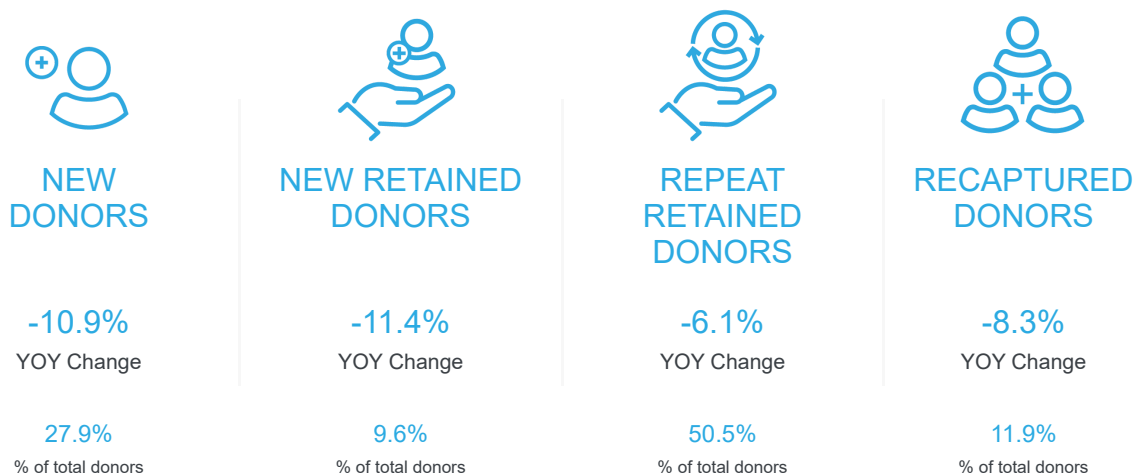 NEW
DONORS
-10.9%
YOY Change
27.9%
% of total donors
NEW RETAINED
DONORS
-11.4%
YOY Change
9.6%
% of total donors
REPEAT
RETAINED
DONORS
-6.1%
YOY Change
50.5%
% of total donors
RECAPTURED
DONORS
-8.3%
YOY Change
11.9%
% of total donors